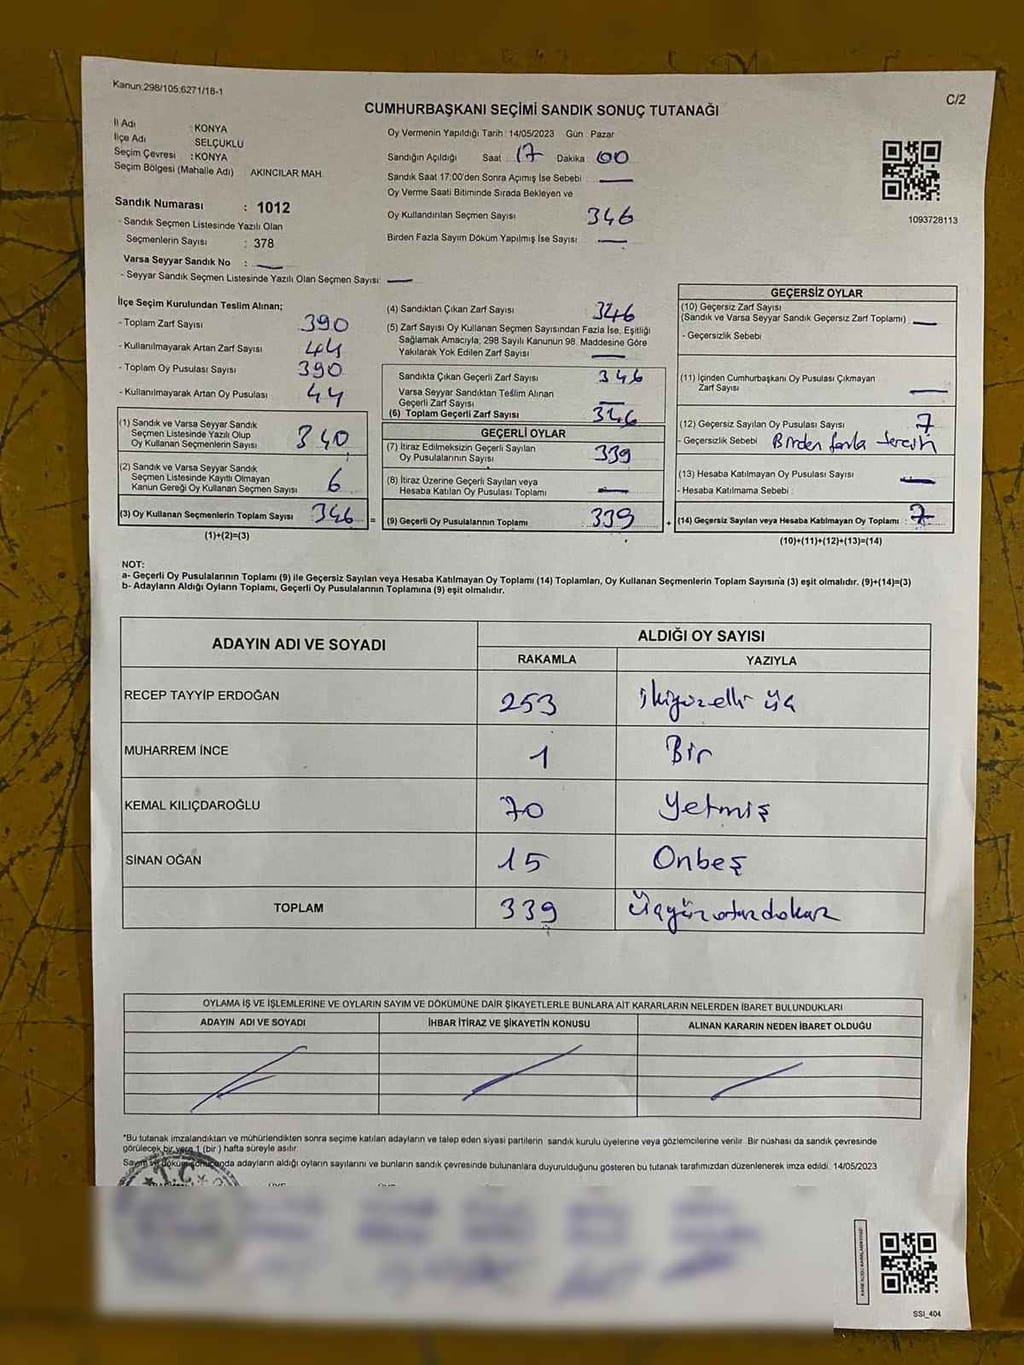 Kanun:298/105,6271/18-1
C/2
CUMHURBAŞKANI SEÇİMİ SANDIK SONUÇ TUTANAĞI
İl Adı : KONYA
İlçe Adı SELÇUKLU
Seçim Çevresi : KONYA
Seçim Bölgesi (Mahalle Adı) AKINCILAR MAH.
Sandık Numarası : 1012
- Sandık Seçmen Listesinde Yazılı Olan
Seçmenlerin Sayısı : 378
Varsa Seyyar Sandık No : —
- Seyyar Sandık Seçmen Listesinde Yazılı Olan Seçmen Sayısı: —
Oy Vermenin Yapıldığı Tarih : 14/05/2023 Gün : Pazar
Sandığın Açıldığı Saat : 17 Dakika : 00
Sandık Saat 17:00'den Sonra Açımış İse Sebebi : —
Oy Verme Saati Bitiminde Sırada Bekleyen ve
Oy Kullandırılan Seçmen Sayısı : 346
Birden Fazla Sayım Döküm Yapılmış İse Sayısı : —
1093728113
İlçe Seçim Kurulundan Teslim Alınan;
- Toplam Zarf Sayısı 390
- Kullanılmayarak Artan Zarf Sayısı 44
- Toplam Oy Pusulası Sayısı 390
- Kullanılmayarak Artan Oy Pusulası 44
(1) Sandık ve Varsa Seyyar Sandık
Seçmen Listesinde Yazılı Olup
Oy Kullanan Seçmenlerin Sayısı 340
(2) Sandık ve Varsa Seyyar Sandık
Seçmen Listesinde Kayıtlı Olmayan
Kanun Gereği Oy Kullanan Seçmen Sayısı 6
(3) Oy Kullanan Seçmenlerin Toplam Sayısı 346 =
(1)+(2)=(3)
(4) Sandıktan Çıkan Zarf Sayısı 346
(5) Zarf Sayısı Oy Kullanan Seçmen Sayısından Fazla İse, Eşitliği
Sağlamak Amacıyla, 298 Sayılı Kanunun 98. Maddesine Göre
Yakılarak Yok Edilen Zarf Sayısı —
Sandıkta Çıkan Geçerli Zarf Sayısı 346
Varsa Seyyar Sandıktan Teslim Alınan
Geçerli Zarf Sayısı —
(6) Toplam Geçerli Zarf Sayısı 346
GEÇERLİ OYLAR
(7) İtiraz Edilmeksizin Geçerli Sayılan
Oy Pusulalarının Sayısı 339
(8) İtiraz Üzerine Geçerli Sayılan veya
Hesaba Katılan Oy Pusulası Toplamı —
(9) Geçerli Oy Pusulalarının Toplamı 339 +
GEÇERSİZ OYLAR
(10) Geçersiz Zarf Sayısı
(Sandık ve Varsa Seyyar Sandık Geçersiz Zarf Toplamı) —
- Geçersizlik Sebebi
(11) İçinden Cumhurbaşkanı Oy Pusulası Çıkmayan
Zarf Sayısı —
(12) Geçersiz Sayılan Oy Pusulası Sayısı 7
- Geçersizlik Sebebi Birden fazla tercih
(13) Hesaba Katılmayan Oy Pusulası Sayısı —
- Hesaba Katılmama Sebebi :
(14) Geçersiz Sayılan veya Hesaba Katılmayan Oy Toplamı : 7
(10)+(11)+(12)+(13)=(14)
NOT:
a- Geçerli Oy Pusulalarının Toplamı (9) ile Geçersiz Sayılan veya Hesaba Katılmayan Oy Toplamı (14) Toplamları, Oy Kullanan Seçmenlerin Toplam Sayısına (3) eşit olmalıdır. (9)+(14)=(3)
b- Adayların Aldığı Oyların Toplamı, Geçerli Oy Pusulalarının Toplamına (9) eşit olmalıdır.
ADAYIN ADI VE SOYADI ALDIĞI OY SAYISI
RAKAMLA YAZIYLA
RECEP TAYYİP ERDOĞAN 253 ikiyüzelli üç
MUHARREM İNCE 1 Bir
KEMAL KILIÇDAROĞLU 70 Yetmiş
SİNAN OĞAN 15 Onbeş
TOPLAM 339 Üçyüzotuzdokuz
OYLAMA İŞ VE İŞLEMLERİNE VE OYLARIN SAYIM VE DÖKÜMÜNE DAİR ŞİKAYETLERLE BUNLARA AİT KARARLARIN NELERDEN İBARET BULUNDUKLARI
ADAYIN ADI VE SOYADI İHBAR İTİRAZ VE ŞİKAYETİN KONUSU ALINAN KARARIN NEDEN İBARET OLDUĞU
*Bu tutanak imzalandıktan ve mühürlendikten sonra seçime katılan adayların ve talep eden siyasi partilerin sandık kurulu üyelerine veya gözlemcilerine verilir. Bir nüshası da sandık çevresinde
görülecek bir yere 1 (bir) hafta süreyle asılır.
Sayım ve döküm sonucunda adayların aldığı oyların sayılarını ve bunların sandık çevresinde bulunanlara duyurulduğunu gösteren bu tutanak tarafımızdan düzenlenerek imza edildi. 14/05/2023
T.C.
SSI_404